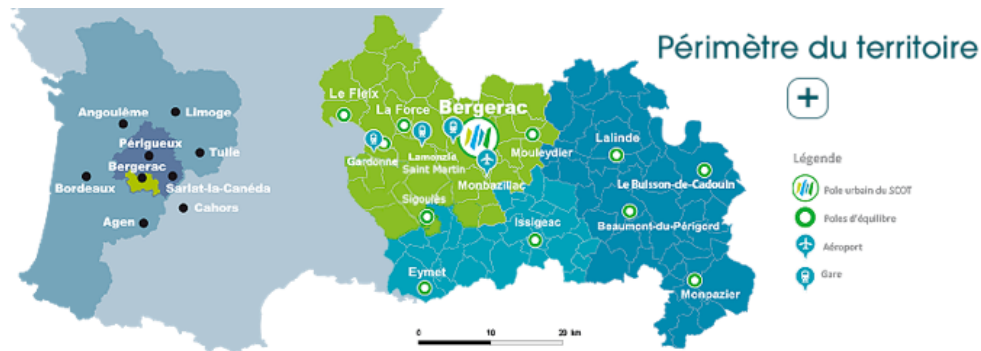 Périmètre du territoire
Angoulême
Limoge
Périgueux
Tulle
Bergerac
Bordeaux
Sarlat-la-Canéda
Agen
Cahors
Le Fleix
La Force
Bergerac
Gardonne
Lamonzie
Saint Martin
Mouleydier
Monbazillac
Sigoulès
Issigeac
Eymet
Lalinde
Le Buisson-de-Cadouin
Beaumont-du-Périgord
Monpazier
Légende
Pole urbain du SCOT
Poles d'équilibre
Aéroport
Gare
0 10 20 km